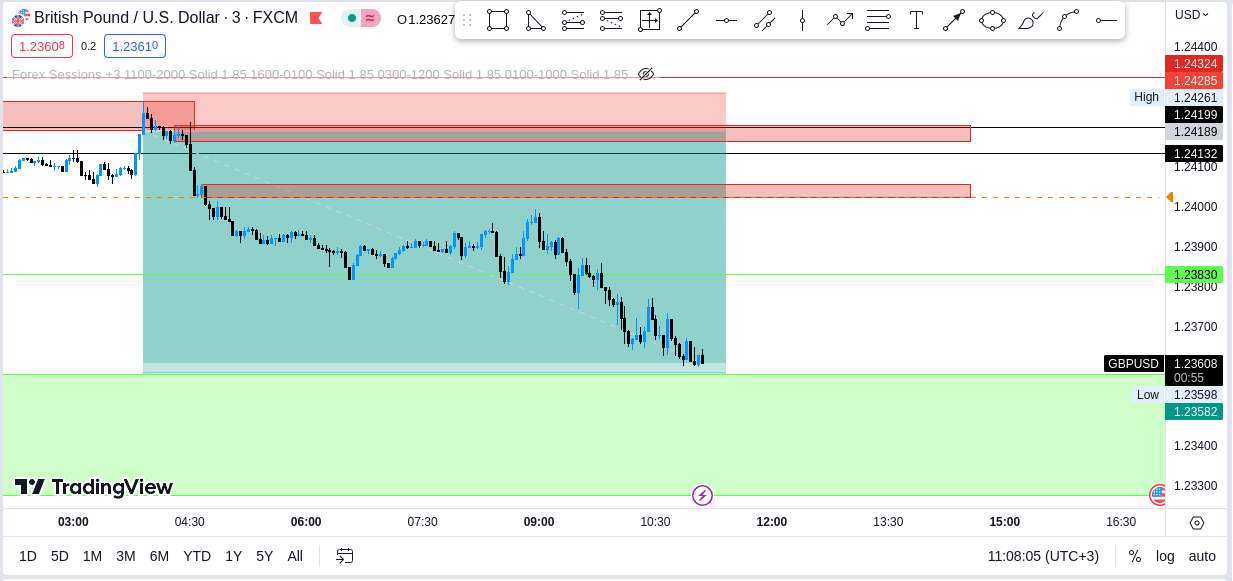 British Pound / U.S. Dollar · 3 · FXCM ≈ O1.23627 T USD
1.23608 0.2 1.23610
Forex Sessions +3 1100-2000 Solid 1 85 1600-0100 Solid 1 85 0300-1200 Solid 1 85 0100-1000 Solid 1 85
1.24400
1.24324
1.24285
High 1.24261
1.24199
1.24189
1.24132
1.24100
1.24000
1.23900
1.23830
1.23800
1.23700
GBPUSD 1.23608
00:55
Low 1.23598
1.23582
1.23400
1.23300
TradingView
03:00 04:30 06:00 07:30 09:00 10:30 12:00 13:30 15:00 16:30
1D 5D 1M 3M 6M YTD 1Y 5Y All 11:08:05 (UTC+3) % log auto